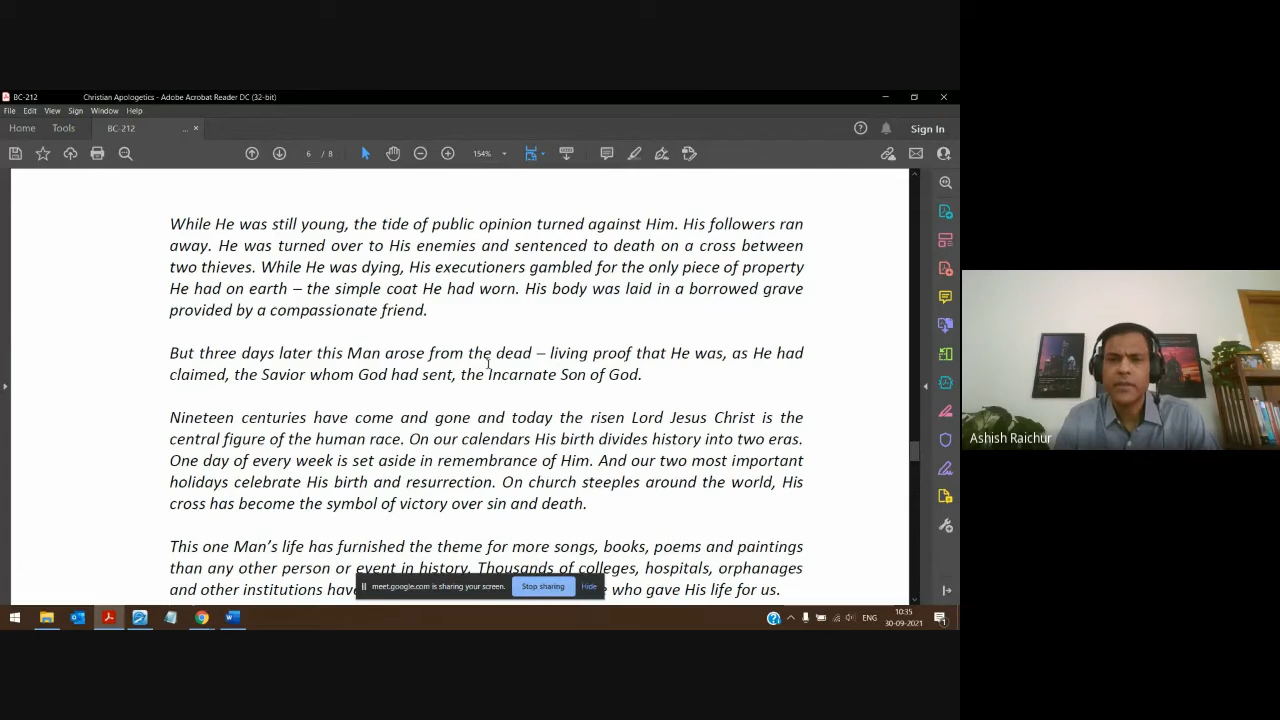 BC-212 Christian Apologetics - Adobe Acrobat Reader DC (32-bit)
File Edit View Sign Window Help
Home Tools BC-212 ... × Sign In
6 / 8 154%
While He was still young, the tide of public opinion turned against Him. His followers ran
away. He was turned over to His enemies and sentenced to death on a cross between
two thieves. While He was dying, His executioners gambled for the only piece of property
He had on earth – the simple coat He had worn. His body was laid in a borrowed grave
provided by a compassionate friend.
But three days later this Man arose from the dead – living proof that He was, as He had
claimed, the Savior whom God had sent, the Incarnate Son of God.
Nineteen centuries have come and gone and today the risen Lord Jesus Christ is the
central figure of the human race. On our calendars His birth divides history into two eras.
One day of every week is set aside in remembrance of Him. And our two most important
holidays celebrate His birth and resurrection. On church steeples around the world, His
cross has become the symbol of victory over sin and death.
This one Man’s life has furnished the theme for more songs, books, poems and paintings
than any other person or event in history. Thousands of colleges, hospitals, orphanages
and other institutions have who gave His life for us.
meet.google.com is sharing your screen. Stop sharing Hide
Ashish Raichur
ENG 10:35
30-09-2021